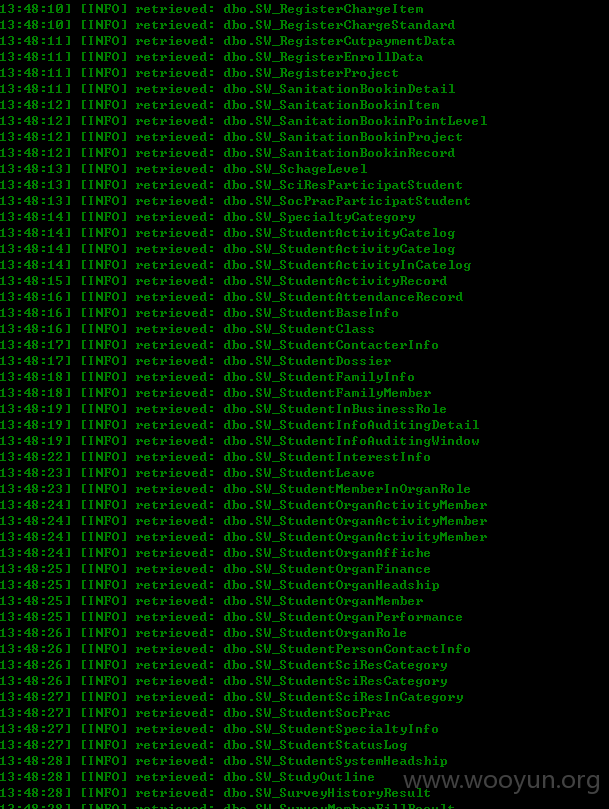 13:48:10] [INFO] retrieved: dbo.SW_RegisterChargeItem
13:48:10] [INFO] retrieved: dbo.SW_RegisterChargeStandard
13:48:11] [INFO] retrieved: dbo.SW_RegisterCutpaymentData
13:48:11] [INFO] retrieved: dbo.SW_RegisterEnrollData
13:48:11] [INFO] retrieved: dbo.SW_RegisterProject
13:48:11] [INFO] retrieved: dbo.SW_SanitationBookinDetail
13:48:12] [INFO] retrieved: dbo.SW_SanitationBookinItem
13:48:12] [INFO] retrieved: dbo.SW_SanitationBookinPointLevel
13:48:12] [INFO] retrieved: dbo.SW_SanitationBookinProject
13:48:12] [INFO] retrieved: dbo.SW_SanitationBookinRecord
13:48:13] [INFO] retrieved: dbo.SW_SchageLevel
13:48:13] [INFO] retrieved: dbo.SW_SciResParticipatStudent
13:48:13] [INFO] retrieved: dbo.SW_SocPracParticipatStudent
13:48:14] [INFO] retrieved: dbo.SW_SpecialtyCategory
13:48:14] [INFO] retrieved: dbo.SW_StudentActivityCatelog
13:48:14] [INFO] retrieved: dbo.SW_StudentActivityCatelog
13:48:14] [INFO] retrieved: dbo.SW_StudentActivityInCatelog
13:48:15] [INFO] retrieved: dbo.SW_StudentActivityRecord
13:48:16] [INFO] retrieved: dbo.SW_StudentAttendanceRecord
13:48:16] [INFO] retrieved: dbo.SW_StudentBaseInfo
13:48:16] [INFO] retrieved: dbo.SW_StudentClass
13:48:17] [INFO] retrieved: dbo.SW_StudentContacterInfo
13:48:17] [INFO] retrieved: dbo.SW_StudentDossier
13:48:18] [INFO] retrieved: dbo.SW_StudentFamilyInfo
13:48:18] [INFO] retrieved: dbo.SW_StudentFamilyMember
13:48:19] [INFO] retrieved: dbo.SW_StudentInBusinessRole
13:48:19] [INFO] retrieved: dbo.SW_StudentInfoAuditingDetail
13:48:19] [INFO] retrieved: dbo.SW_StudentInfoAuditingWindow
13:48:22] [INFO] retrieved: dbo.SW_StudentInterestInfo
13:48:23] [INFO] retrieved: dbo.SW_StudentLeave
13:48:23] [INFO] retrieved: dbo.SW_StudentMemberInOrganRole
13:48:24] [INFO] retrieved: dbo.SW_StudentOrganActivityMember
13:48:24] [INFO] retrieved: dbo.SW_StudentOrganActivityMember
13:48:24] [INFO] retrieved: dbo.SW_StudentOrganActivityMember
13:48:24] [INFO] retrieved: dbo.SW_StudentOrganAffiche
13:48:25] [INFO] retrieved: dbo.SW_StudentOrganFinance
13:48:25] [INFO] retrieved: dbo.SW_StudentOrganHeadship
13:48:25] [INFO] retrieved: dbo.SW_StudentOrganMember
13:48:25] [INFO] retrieved: dbo.SW_StudentOrganPerformance
13:48:26] [INFO] retrieved: dbo.SW_StudentOrganRole
13:48:26] [INFO] retrieved: dbo.SW_StudentPersonContactInfo
13:48:26] [INFO] retrieved: dbo.SW_StudentSciResCategory
13:48:26] [INFO] retrieved: dbo.SW_StudentSciResCategory
13:48:27] [INFO] retrieved: dbo.SW_StudentSciResInCategory
13:48:27] [INFO] retrieved: dbo.SW_StudentSocPrac
13:48:27] [INFO] retrieved: dbo.SW_StudentSpecialtyInfo
13:48:27] [INFO] retrieved: dbo.SW_StudentStatusLog
13:48:28] [INFO] retrieved: dbo.SW_StudentSystemHeadship
13:48:28] [INFO] retrieved: dbo.SW_StudyOutline
13:48:28] [INFO] retrieved: dbo.SW_SurveyHistoryResult
13:48:28] [INFO] retrieved: dbo.SW_SurveyMemberFillResult
www.wooyun.org